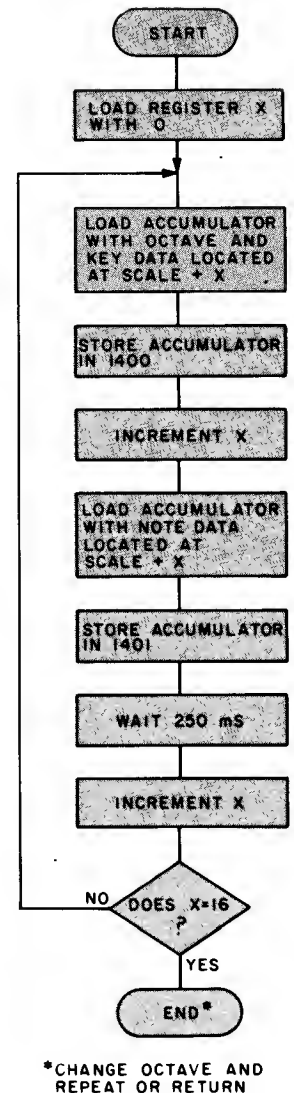 START
LOAD REGISTER X
WITH 0
LOAD ACCUMULATOR
WITH OCTAVE AND
KEY DATA LOCATED
AT SCALE + X
STORE ACCUMULATOR
IN 1400
INCREMENT X
LOAD ACCUMULATOR
WITH NOTE DATA
LOCATED AT
SCALE + X
STORE ACCUMULATOR
IN 1401
WAIT 250 mS
INCREMENT X
NO
DOES X=16
?
YES
END*
*CHANGE OCTAVE AND
REPEAT OR RETURN